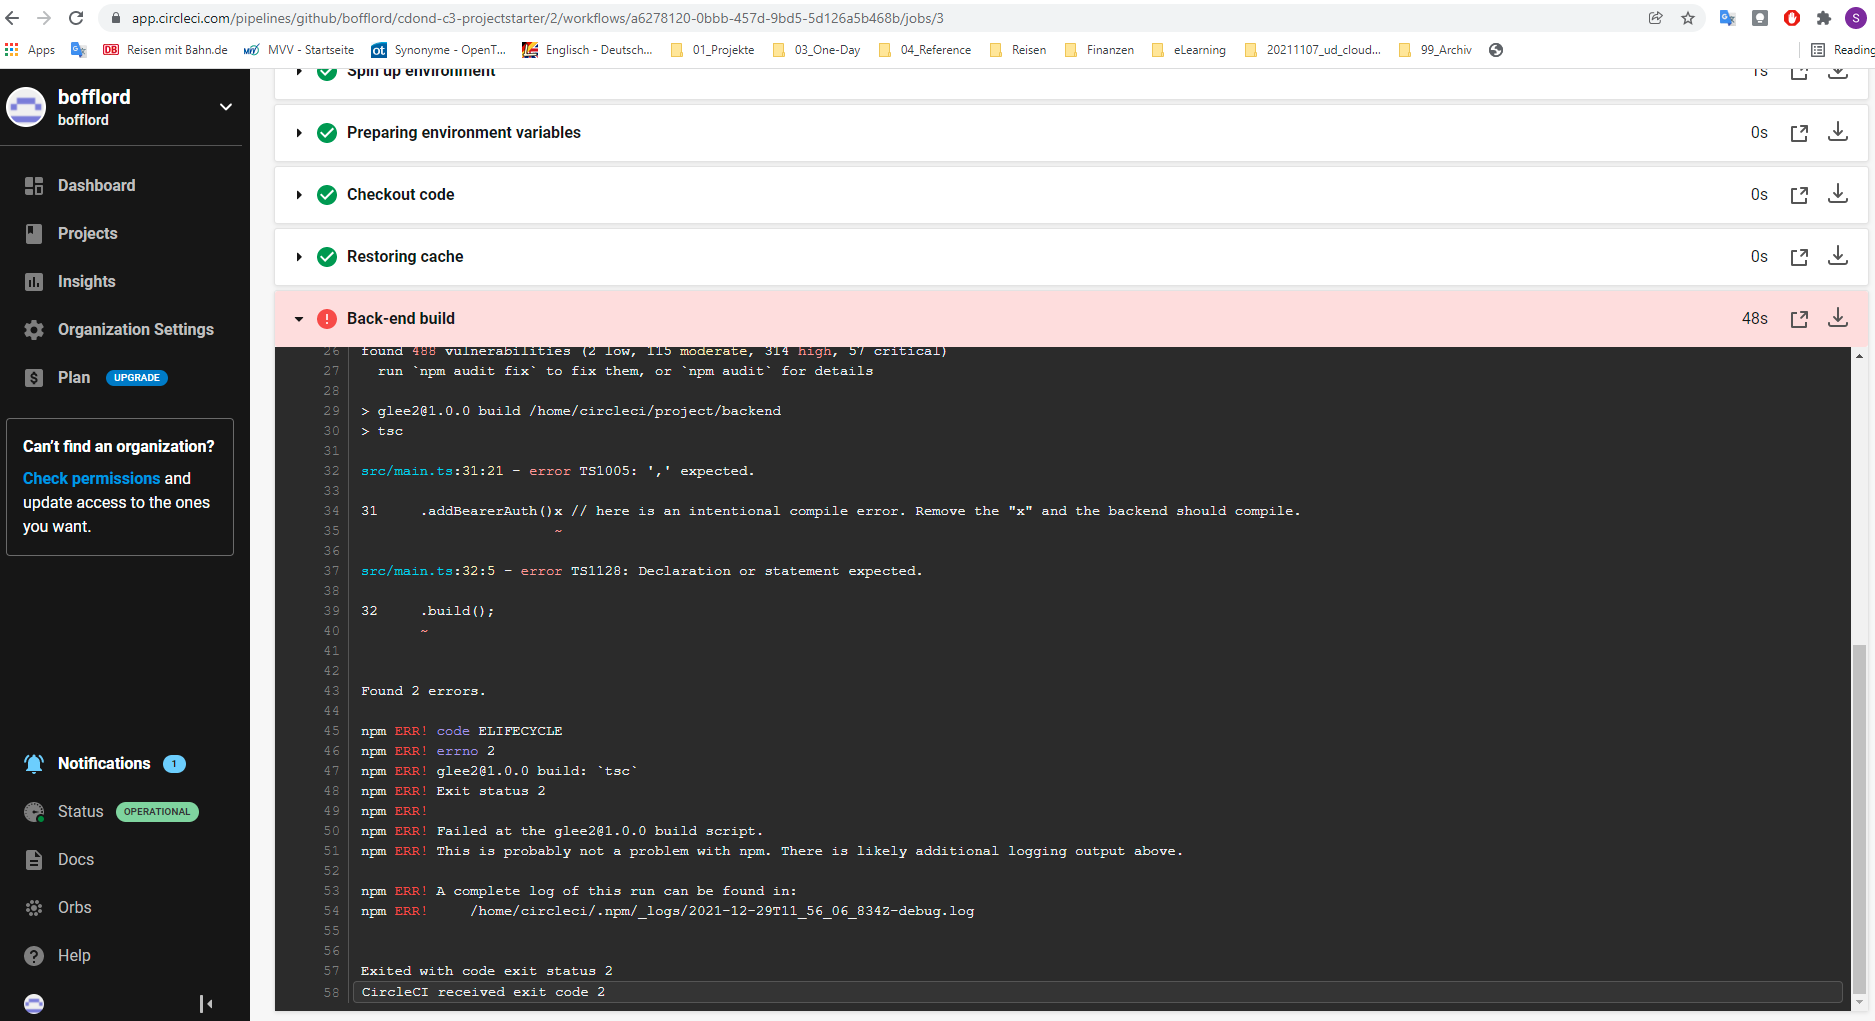 app.circleci.com/pipelines/github/bofflord/cdond-c3-projectstarter/2/workflows/a6278120-0bbb-457d-9bd5-5d126a5b468b/jobs/3
S
Apps
DB Reisen mit Bahn.de
MVV - Startseite
ot Synonyme - OpenT...
Englisch - Deutsch...
01_Projekte
03_One-Day
04_Reference
Reisen
Finanzen
eLearning
20211107_ud_cloud...
99_Archiv
Reading
bofflord
bofflord
Dashboard
Projects
Insights
Organization Settings
Plan UPGRADE
Can't find an organization?
Check permissions and
update access to the ones
you want.
Notifications 1
Status OPERATIONAL
Docs
Orbs
Help
Spin up environment 1s
Preparing environment variables 0s
Checkout code 0s
Restoring cache 0s
Back-end build 48s
26 found 488 vulnerabilities (2 low, 115 moderate, 314 high, 57 critical)
27 run `npm audit fix` to fix them, or `npm audit` for details
28
29 > glee2@1.0.0 build /home/circleci/project/backend
30 > tsc
31
32 src/main.ts:31:21 - error TS1005: ',' expected.
33
34 31 .addBearerAuth()x // here is an intentional compile error. Remove the "x" and the backend should compile.
35 ~
36
37 src/main.ts:32:5 - error TS1128: Declaration or statement expected.
38
39 32 .build();
40 ~
41
42
43 Found 2 errors.
44
45 npm ERR! code ELIFECYCLE
46 npm ERR! errno 2
47 npm ERR! glee2@1.0.0 build: `tsc`
48 npm ERR! Exit status 2
49 npm ERR!
50 npm ERR! Failed at the glee2@1.0.0 build script.
51 npm ERR! This is probably not a problem with npm. There is likely additional logging output above.
52
53 npm ERR! A complete log of this run can be found in:
54 npm ERR! /home/circleci/.npm/_logs/2021-12-29T11_56_06_834Z-debug.log
55
56
57 Exited with code exit status 2
58 CircleCI received exit code 2